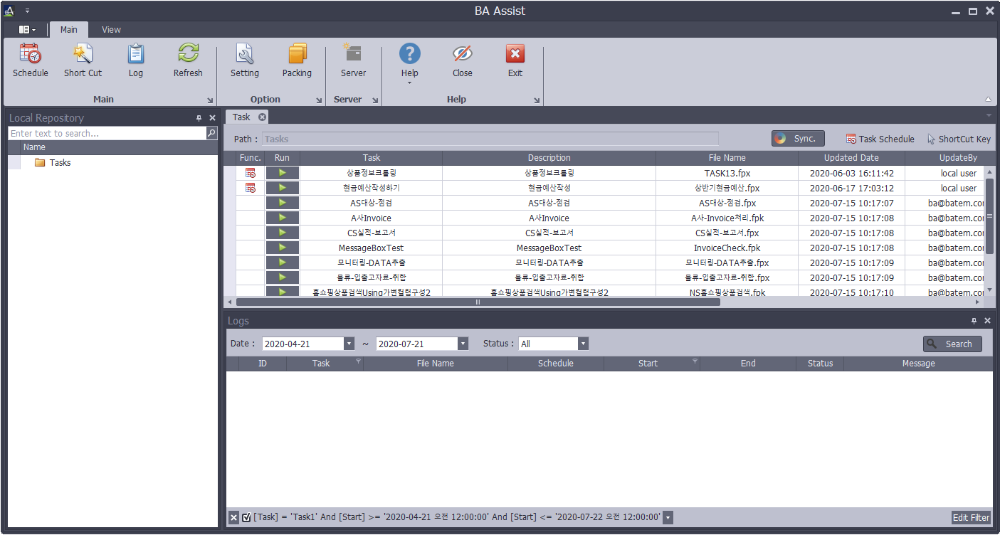 BA Assist
Main View
Schedule Short Cut Log Refresh Setting Packing Server Help Close Exit
Main Option Server Help
Local Repository
Enter text to search...
Name
Tasks
Task
Path : Tasks Sync. Task Schedule ShortCut Key
Func. Run Task Description File Name Updated Date UpdateBy
상품정보크롤링 상품정보크롤링 TASK13.fpx 2020-06-03 16:11:42 local user
현금예산작성하기 현금예산작성 상반기현금예산.fpx 2020-06-17 17:03:12 local user
AS대상-점검 AS대상-점검 AS대상-점검.fpx 2020-07-15 10:17:07 ba@batem.co
A사Invoice A사Invoice A사-Invoice처리.fpk 2020-07-15 10:17:08 ba@batem.co
CS실적-보고서 CS실적-보고서 CS실적-보고서.fpx 2020-07-15 10:17:08 ba@batem.co
MessageBoxTest MessageBoxTest InvoiceCheck.fpk 2020-07-15 10:17:08 ba@batem.co
모니터링-DATA추출 모니터링-DATA추출 모니터링-DATA추출.fpx 2020-07-15 10:17:09 ba@batem.co
물류-입출고자료-취합 물류-입출고자료-취합 물류-입출고자료-취합.fpx 2020-07-15 10:17:09 ba@batem.co
홈쇼핑상품검색Using가변컬럼구성2 홈쇼핑상품검색Using가변컬럼구성2 NS홈쇼핑상품검색.fpk 2020-07-15 10:17:10 ba@batem.co
Logs
Date : 2020-04-21 ~ 2020-07-21 Status : All Search
ID Task File Name Schedule Start End Status Message
[Task] = 'Task1' And [Start] >= '2020-04-21 오전 12:00:00' And [Start] <= '2020-07-22 오전 12:00:00' Edit Filter